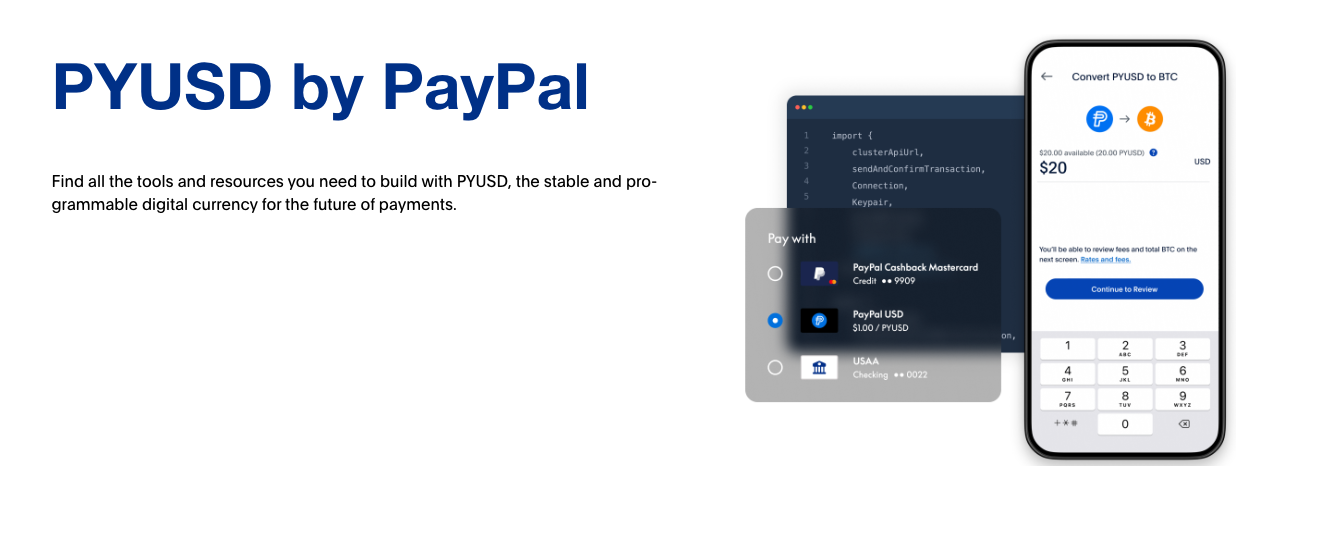 PYUSD by PayPal
Find all the tools and resources you need to build with PYUSD, the stable and pro-
grammable digital currency for the future of payments.
1 import {
2 clusterApiUrl,
3 sendAndConfirmTransaction,
4 Connection,
5 Keypair,
on,
Pay with
PayPal Cashback Mastercard
Credit •• 9909
PayPal USD
$1.00 / PYUSD
USAA
Checking •• 0022
Convert PYUSD to BTC
$20.00 available (20.00 PYUSD) ?
$20 USD
You'll be able to review fees and total BTC on the
next screen. Rates and fees.
Continue to Review
1 2 3
ABC DEF
4 5 6
GHI JKL MNO
7 8 9
PQRS TUV WXYZ
+*# 0